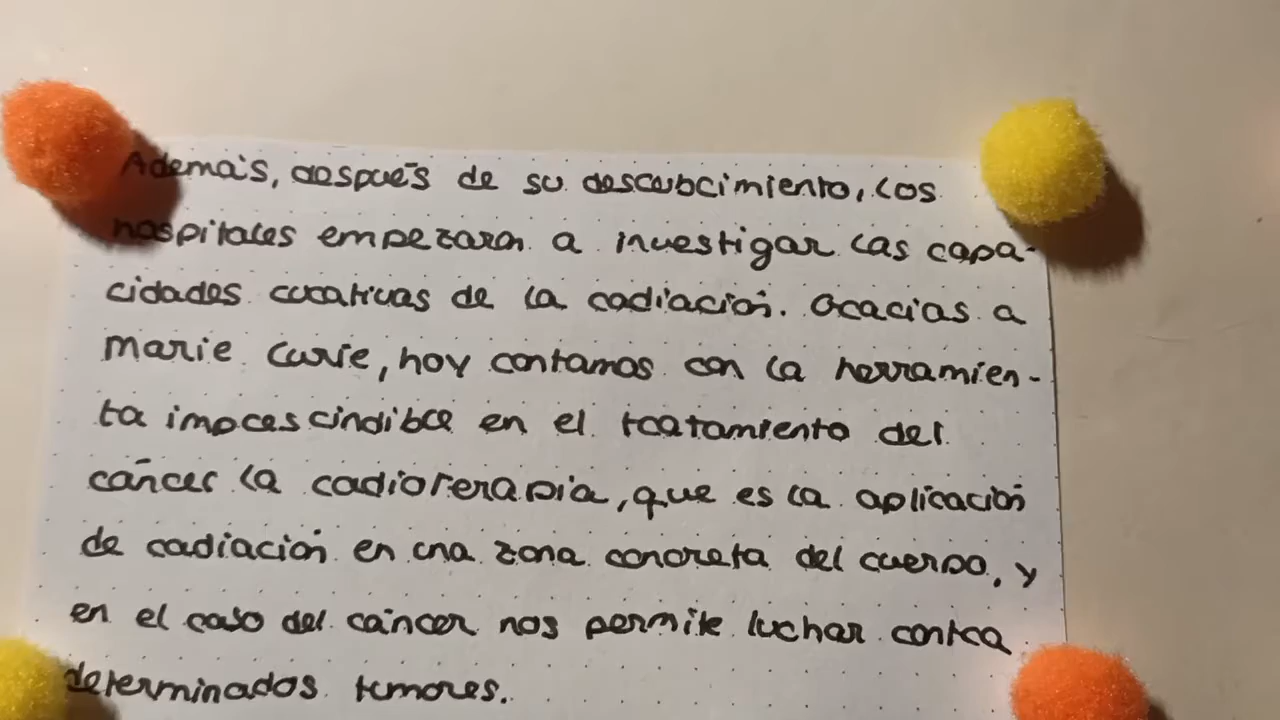 Además, después de su descubrimiento, los
hospitales empezaron a investigar las capa-
cidades curativas de la radiación. Gracias a
Marie Curie, hoy contamos con la herramien-
ta imprescindible en el tratamiento del
cáncer la radioterapia, que es la aplicación
de radiación en una zona concreta del cuerpo, y
en el caso del cáncer nos permite luchar contra
determinados tumores.